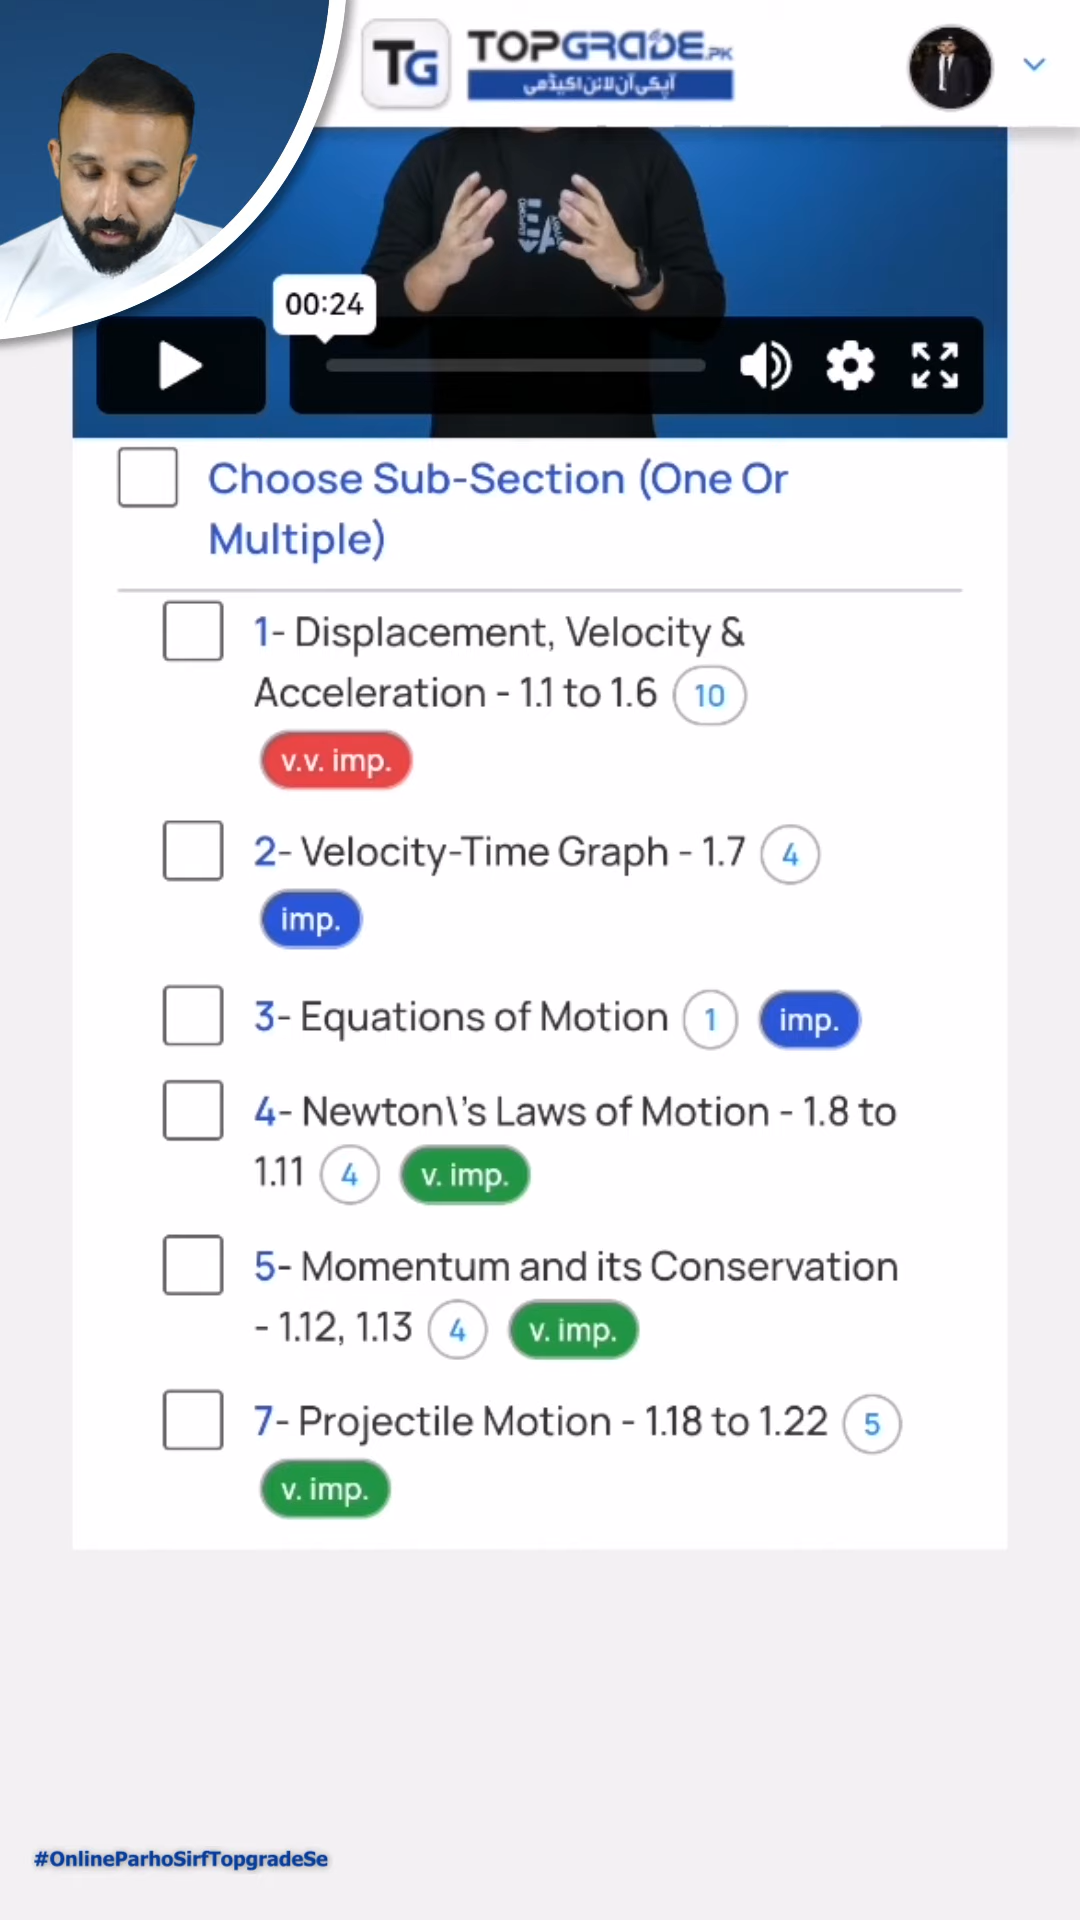 TG TOPGRADE.PK
آپکی آن لائن اکیڈمی
00:24
Choose Sub-Section (One Or
Multiple)
1- Displacement, Velocity &
Acceleration - 1.1 to 1.6 10
v.v. imp.
2- Velocity-Time Graph - 1.7 4
imp.
3- Equations of Motion 1 imp.
4- Newton\'s Laws of Motion - 1.8 to
1.11 4 v. imp.
5- Momentum and its Conservation
- 1.12, 1.13 4 v. imp.
7- Projectile Motion - 1.18 to 1.22 5
v. imp.
#OnlineParhoSirfTopgradeSe